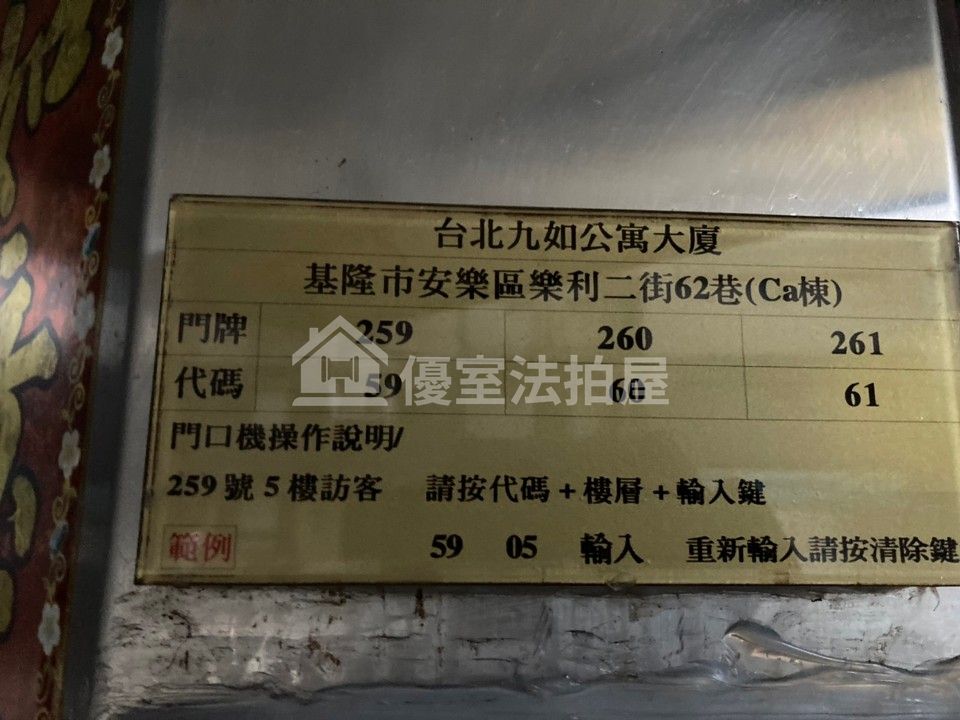 台北九如公寓大廈
基隆市安樂區樂利二街62巷(Ca棟)
門牌 259 260 261
代碼 59 60 61
優室法拍屋
門口機操作說明/
259 號 5 樓訪客 請按代碼+樓層+輸入鍵
範例 59 05 輸入 重新輸入請按清除鍵